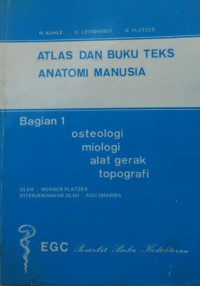 W. KAHLE . H. LEONHARDT . W. PLATZER
ATLAS DAN BUKU TEKS
ANATOMI MANUSIA
Bagian 1
osteologi
miologi
alat gerak
topografi
OLEH : WERNER PLATZER
DITERJEMAHKAN OLEH : ADJI DHARMA
EGC Penerbit Buku Kedokteran